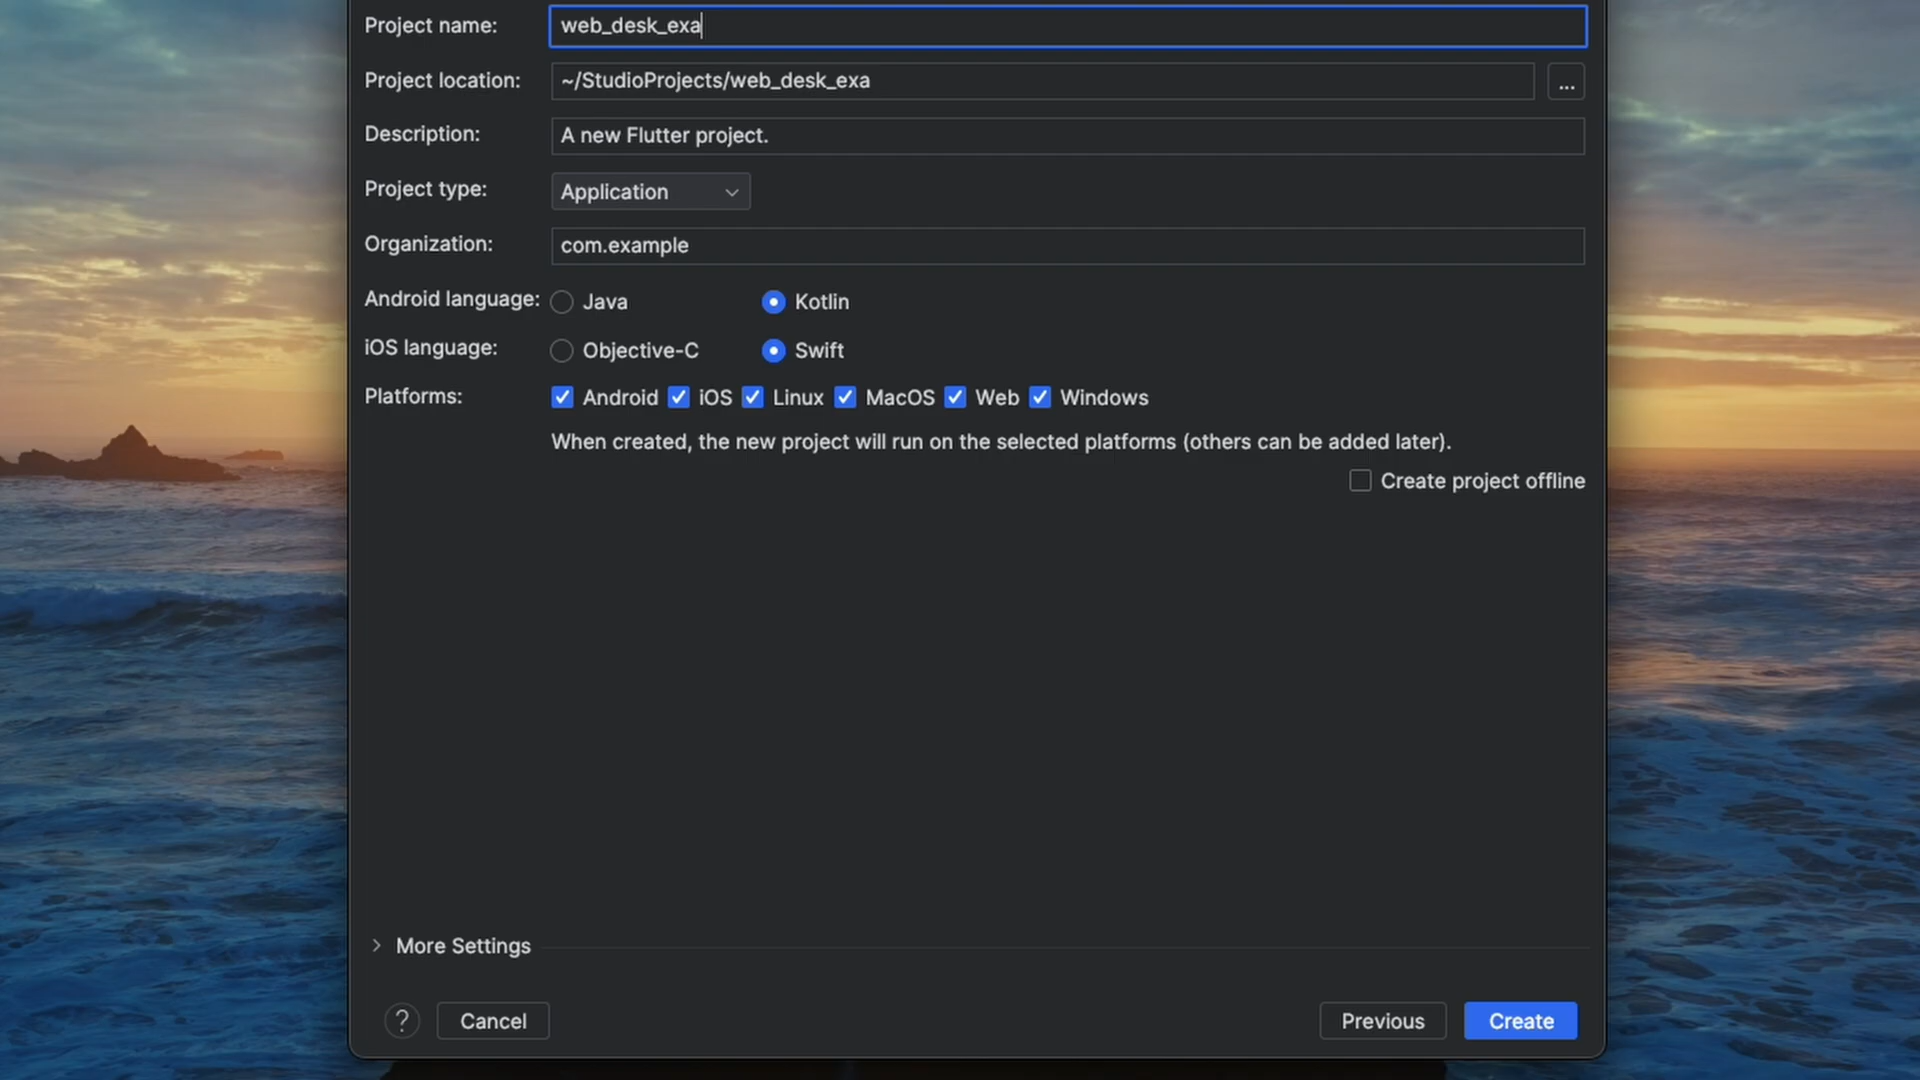 Project name: web_desk_exa
Project location: ~/StudioProjects/web_desk_exa ...
Description: A new Flutter project.
Project type: Application
Organization: com.example
Android language: Java Kotlin
iOS language: Objective-C Swift
Platforms: Android iOS Linux MacOS Web Windows
When created, the new project will run on the selected platforms (others can be added later).
Create project offline
More Settings
? Cancel Previous Create